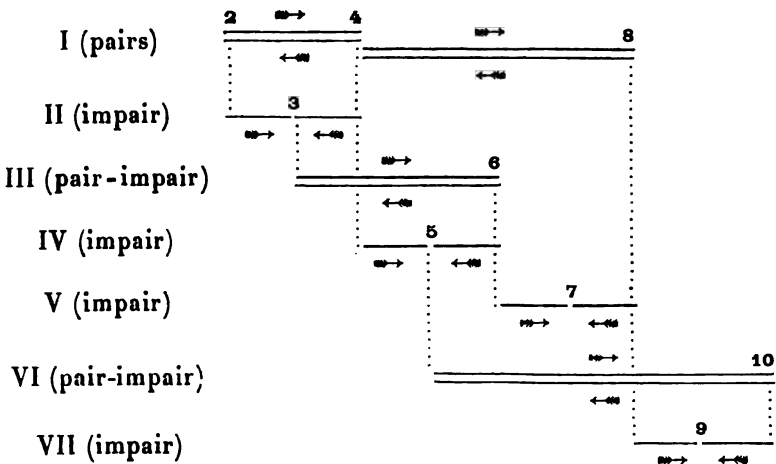 2 4
I (pairs) 8
II (impair) 3
III (pair-impair) 6
IV (impair) 5
V (impair) 7
VI (pair-impair) 10
VII (impair) 9